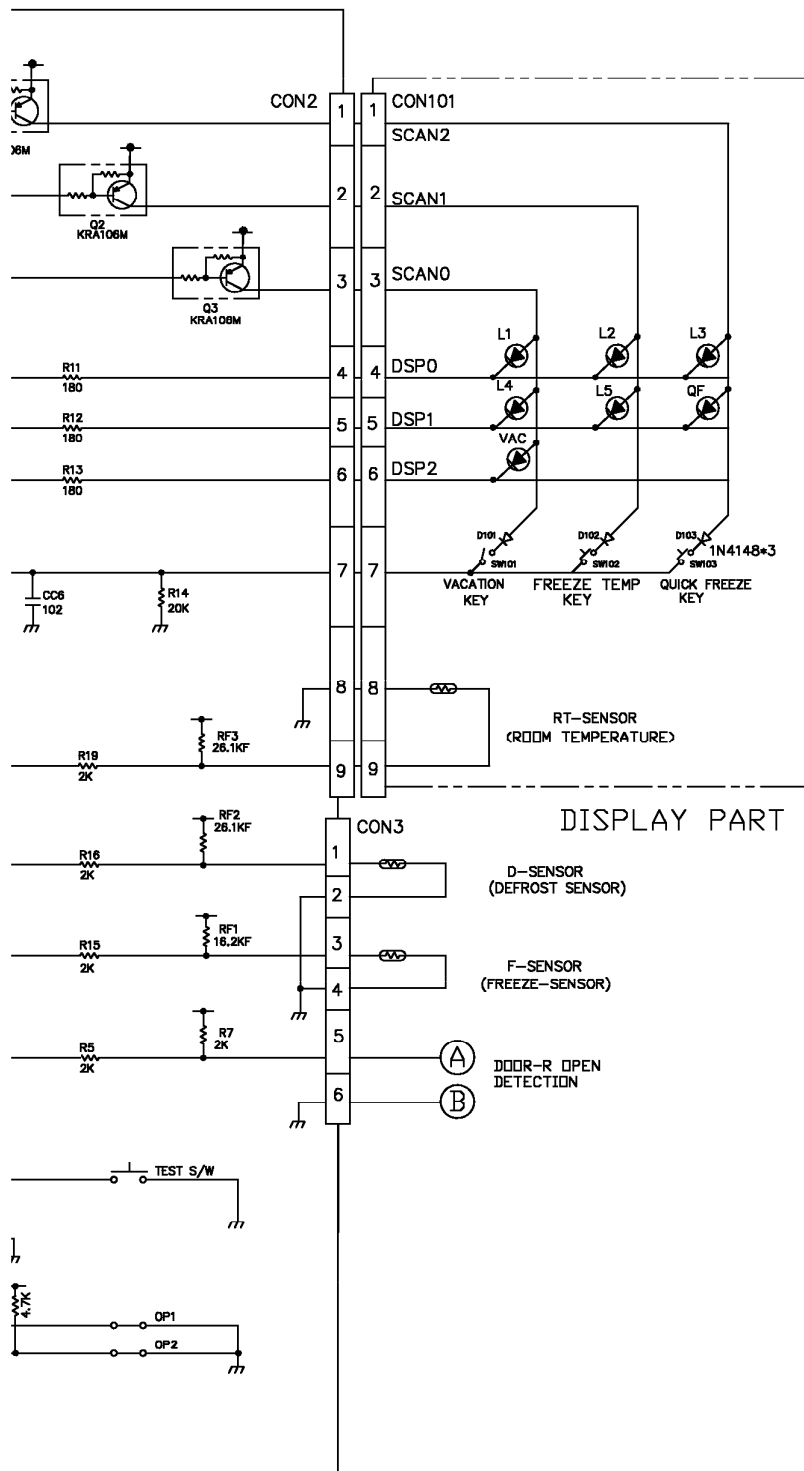 CON2
1
1
CON101
SCAN2
06M
2
2
SCAN1
Q2
KRA106M
3
3
SCAN0
Q3
KRA106M
L1
L2
L3
R11
180
4
4
DSP0
L4
L5
QF
R12
180
5
5
DSP1
VAC
R13
180
6
6
DSP2
D101
D102
D103
1N4148*3
SW101
SW102
SW103
7
7
VACATION
KEY
FREEZE TEMP
KEY
QUICK FREEZE
KEY
CC6
102
R14
20K
8
8
RT-SENSOR
(ROOM TEMPERATURE)
RF3
26.1KF
R19
2K
9
9
DISPLAY PART
CON3
RF2
26.1KF
R16
2K
1
D-SENSOR
(DEFROST SENSOR)
2
RF1
16.2KF
R15
2K
3
F-SENSOR
(FREEZE-SENSOR)
4
R7
2K
R5
2K
5
A
DOOR-R OPEN
DETECTION
6
B
TEST S/W
4.7K
OP1
OP2